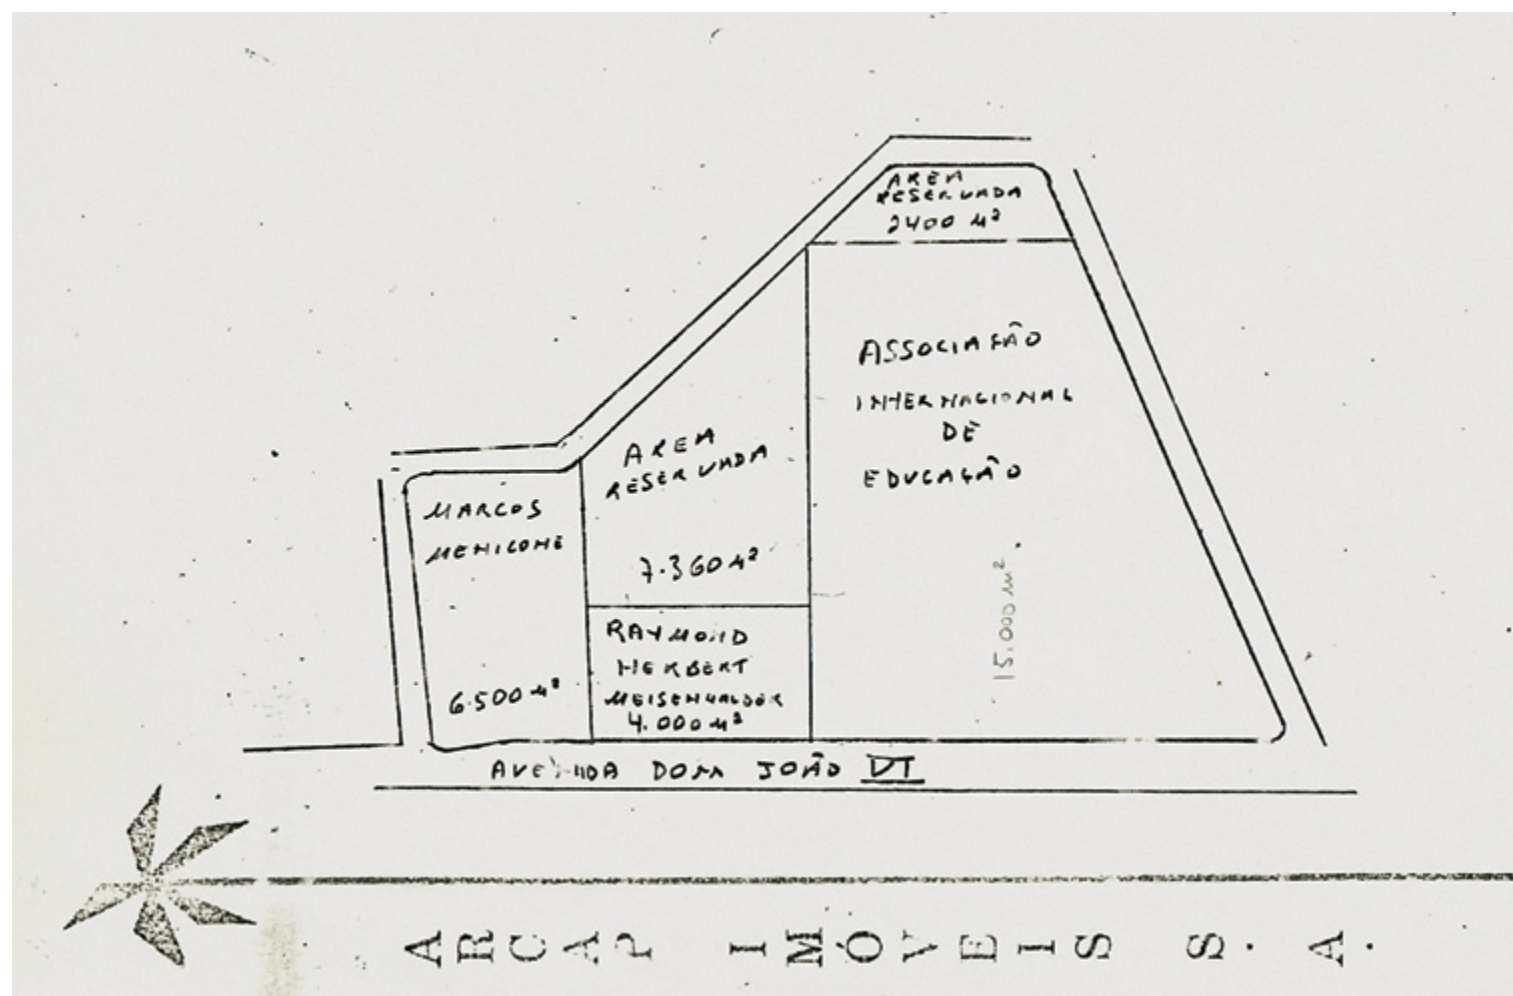 AREA
RESERVADA
2400 M²
ASSOCIAÇÃO
INTERNACIONAL
DE
EDUCAÇÃO
15.000 m²
AREA
RESERVADA
7.360 M²
MARCOS
MENICONE
6.500 M²
RAYMOND
HERBERT
4.000 M²
AVENIDA DOM JOÃO VI
ARCAP IMÓVEIS S.A.